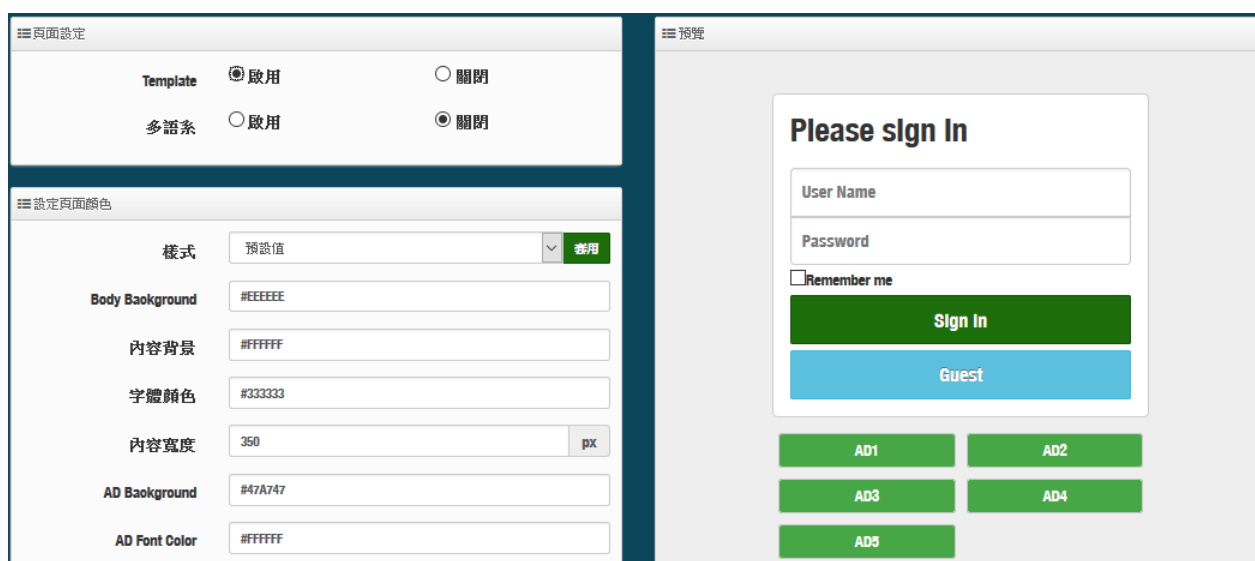 頁面設定
Template 啟用 關閉
多語系 啟用 關閉
設定頁面顏色
樣式 預設值 套用
Body Background #EEEEEE
內容背景 #FFFFFF
字體顏色 #333333
內容寬度 350 px
AD Background #47A747
AD Font Color #FFFFFF
預覽
Please sign in
User Name
Password
Remember me
Sign in
Guest
AD1 AD2
AD3 AD4
AD5